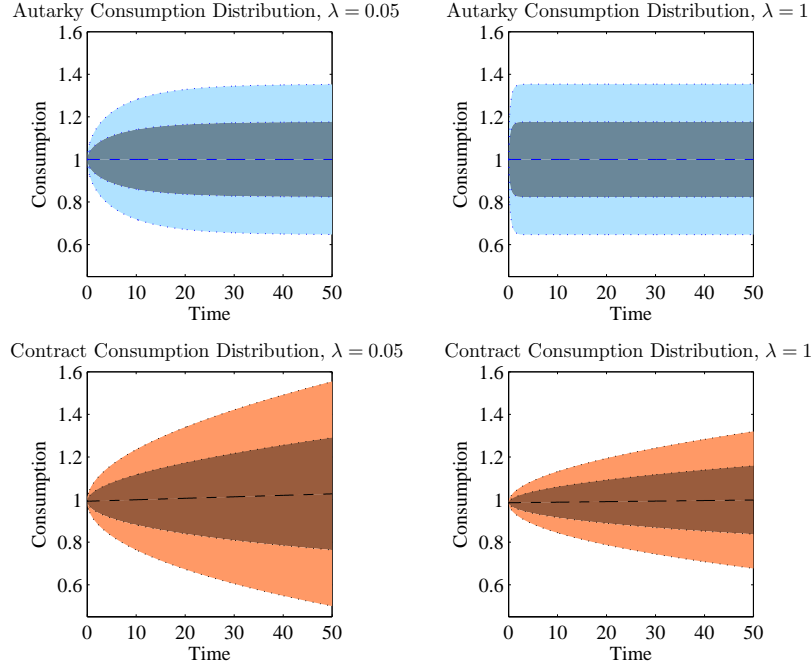 Autarky Consumption Distribution, λ = 0.05
1.6
1.4
1.2
1
0.8
0.6
Consumption
0 10 20 30 40 50
Time
Autarky Consumption Distribution, λ = 1
1.6
1.4
1.2
1
0.8
0.6
Consumption
0 10 20 30 40 50
Time
Contract Consumption Distribution, λ = 0.05
1.6
1.4
1.2
1
0.8
0.6
Consumption
0 10 20 30 40 50
Time
Contract Consumption Distribution, λ = 1
1.6
1.4
1.2
1
0.8
0.6
Consumption
0 10 20 30 40 50
Time